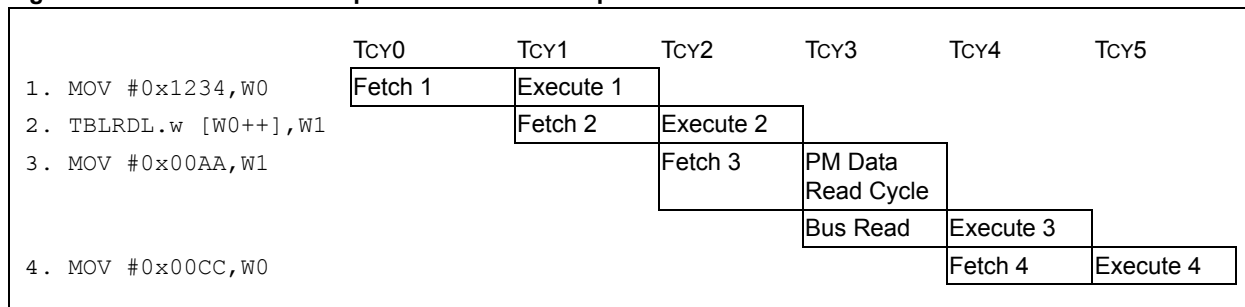 TCY0 TCY1 TCY2 TCY3 TCY4 TCY5
1. MOV #0x1234,W0 Fetch 1 Execute 1
2. TBLRDL.w [W0++],W1 Fetch 2 Execute 2
3. MOV #0x00AA,W1 Fetch 3 PM Data
Read Cycle
Bus Read Execute 3
4. MOV #0x00CC,W0 Fetch 4 Execute 4